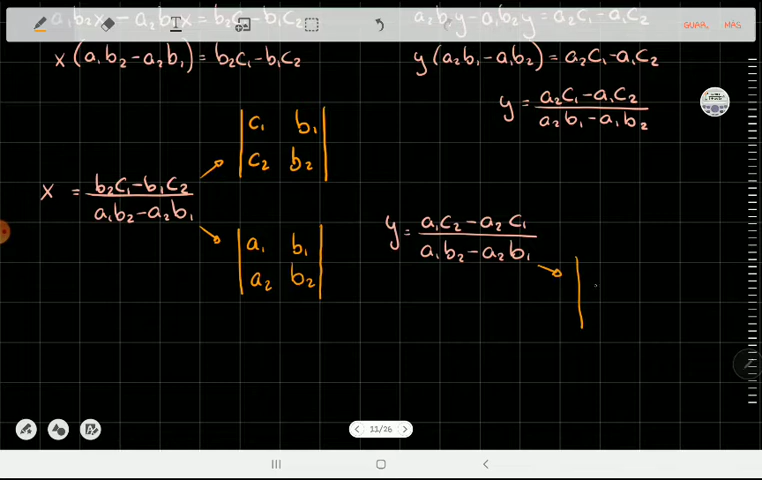 a₁b₂x - a₂b₁x = b₂c₁ - b₁c₂
x(a₁b₂-a₂b₁) = b₂c₁-b₁c₂
x = b₂c₁-b₁c₂ / a₁b₂-a₂b₁
c₁ b₁
c₂ b₂
a₁ b₁
a₂ b₂
a₂b₁y-a₁b₂y = a₂c₁-a₁c₂
y(a₂b₁-a₁b₂) = a₂c₁-a₁c₂
y = a₂c₁-a₁c₂ / a₂b₁-a₁b₂
y = a₁c₂-a₂c₁ / a₁b₂-a₂b₁
GUAR.
MÁS
T
11/26